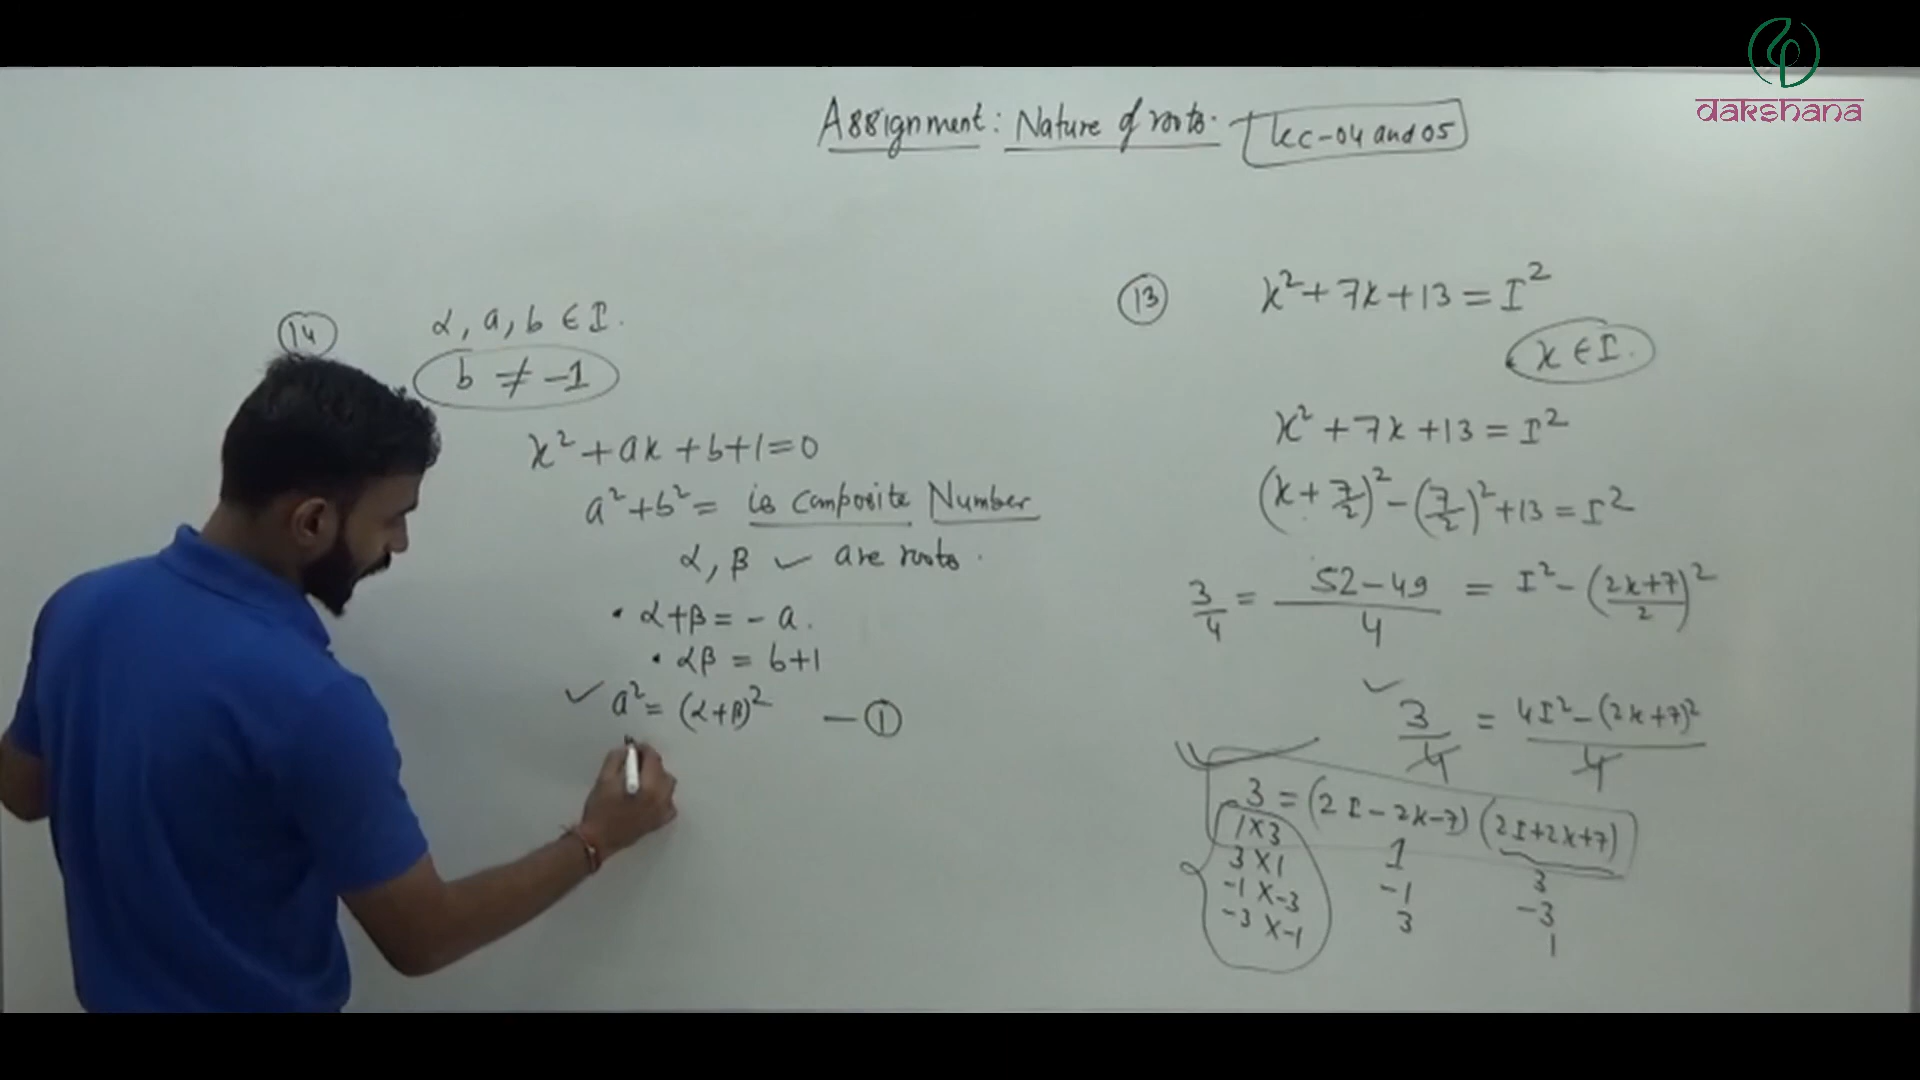 dakshana
Assignment: Nature of roots. Lec-04 and 05
14
α, a, b ∈ I.
b ≠ -1
x² + ax + b+1 = 0
a² + b² = is composite Number
α, β ✓ are roots.
• α+β = - a.
• αβ = b+1
✓ a² = (α+β)² — ①
13
x² + 7x + 13 = I²
x ∈ I.
x² + 7x + 13 = I²
(x + 7/2)² - (7/2)² + 13 = I²
3/4 = 52-49/4 = I² - (2x+7/2)²
✓ 3/4 = 4I² - (2x+7)²/4
3 = (2I - 2x - 7) (2I + 2x + 7)
1 x 3 1 3
3 x 1 -1 -3
-1 x -3 3 1
-3 x -1